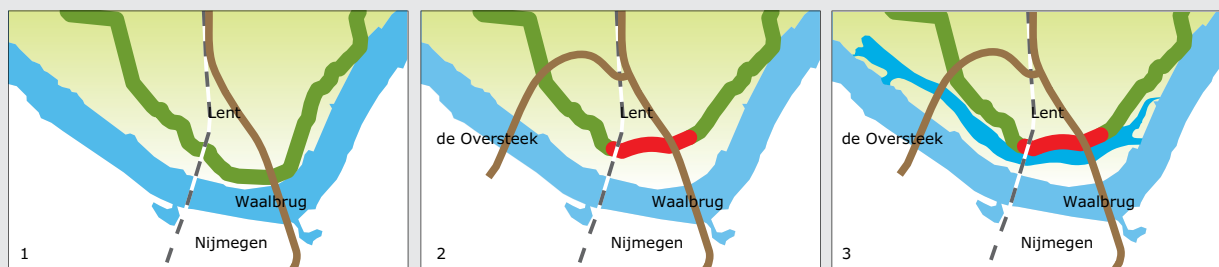 Lent
Waalbrug
Nijmegen
1
Lent
de Oversteek
Waalbrug
Nijmegen
2
Lent
de Oversteek
Waalbrug
Nijmegen
3